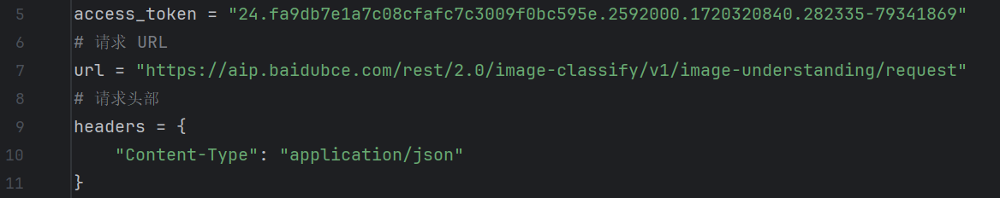 5 access_token = "24.fa9db7e1a7c08cfafc7c3009f0bc595e.2592000.1720320840.282335-79341869"
6 # 请求 URL
7 url = "https://aip.baidubce.com/rest/2.0/image-classify/v1/image-understanding/request"
8 # 请求头部
9 headers = {
10     "Content-Type": "application/json"
11 }